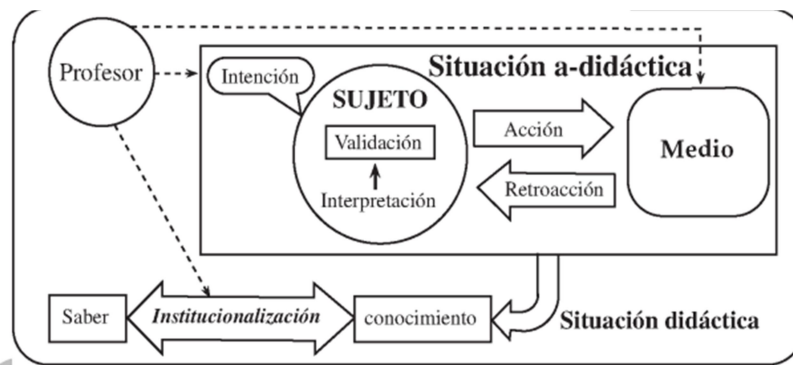 Profesor
Intención
Situación a-didáctica
SUJETO
Validación
Interpretación
Acción
Retroacción
Medio
Saber
Institucionalización
conocimiento
Situación didáctica